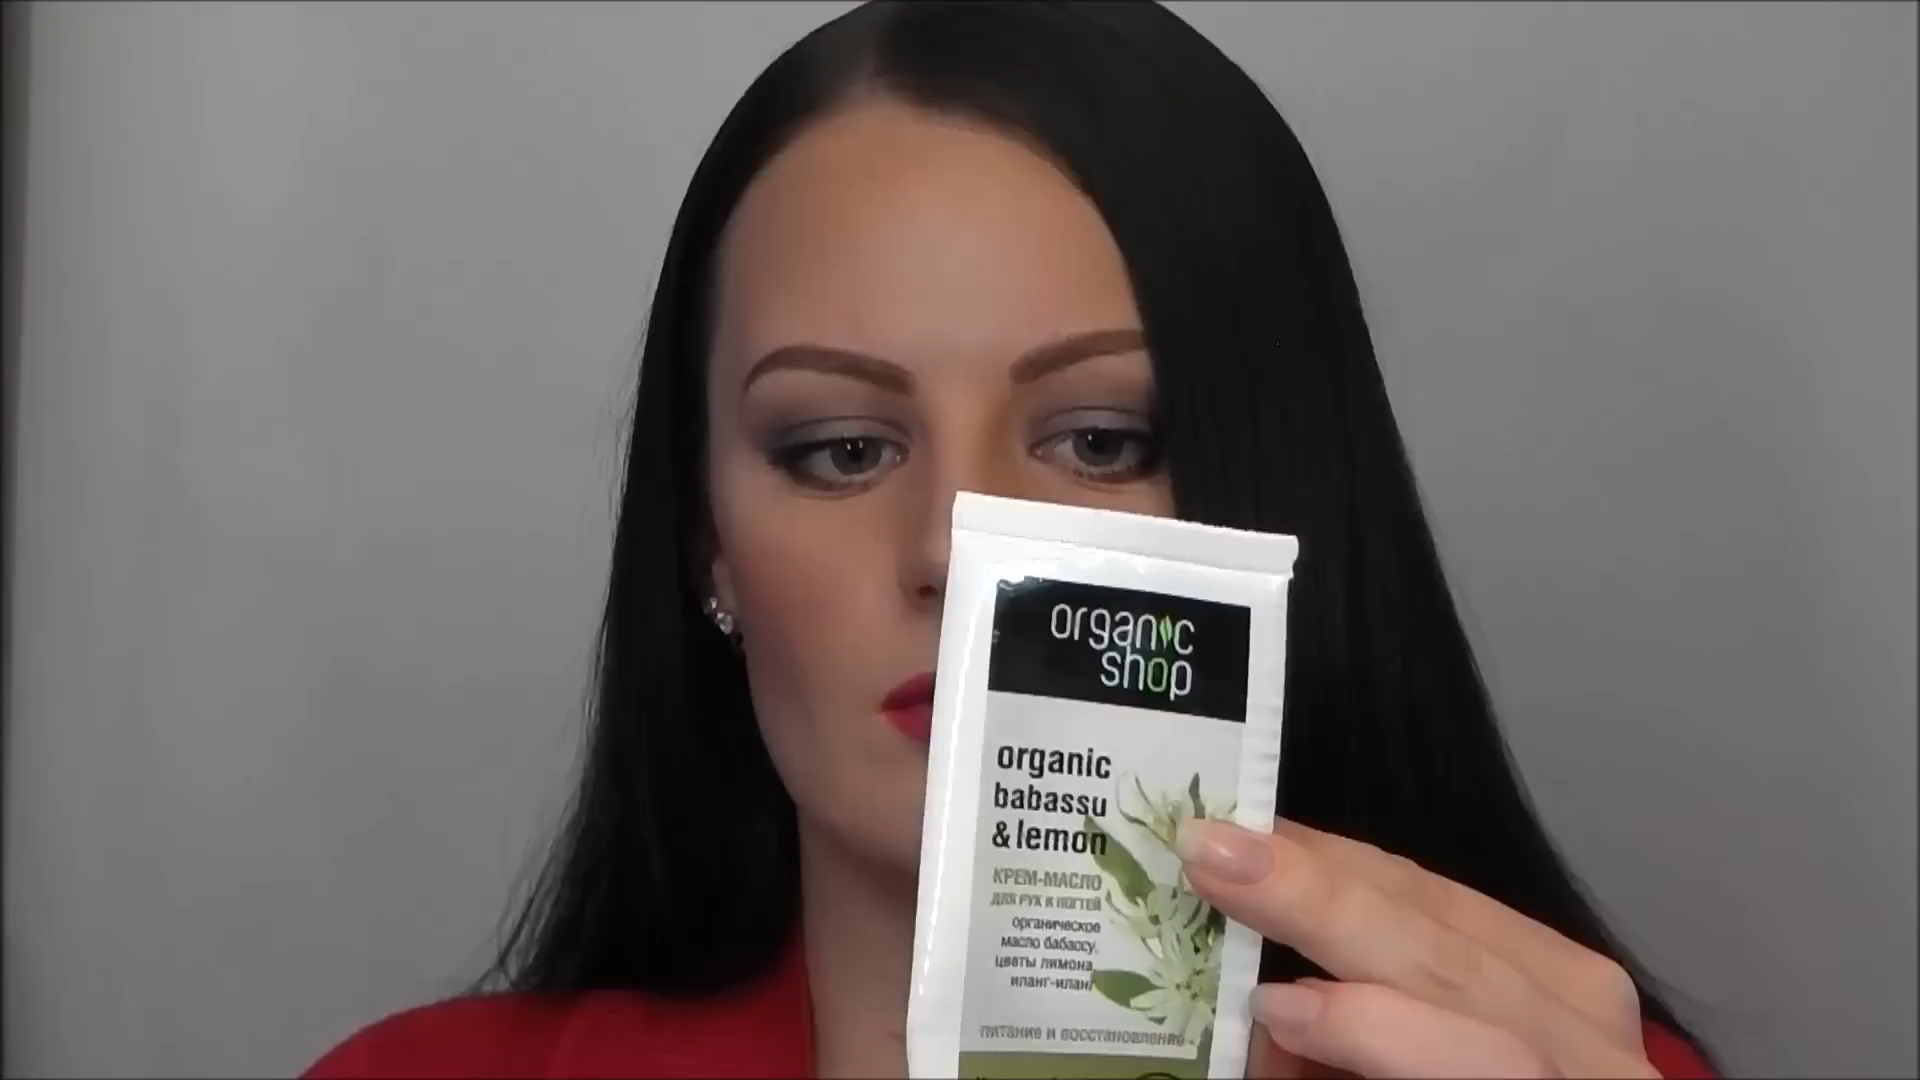 organic
shop
organic
babassu
& lemon
КРЕМ-МАСЛО
ДЛЯ РУК И НОГТЕЙ
органическое
масло бабассу,
цветы лимона
иланг-иланг
питание и восстановление